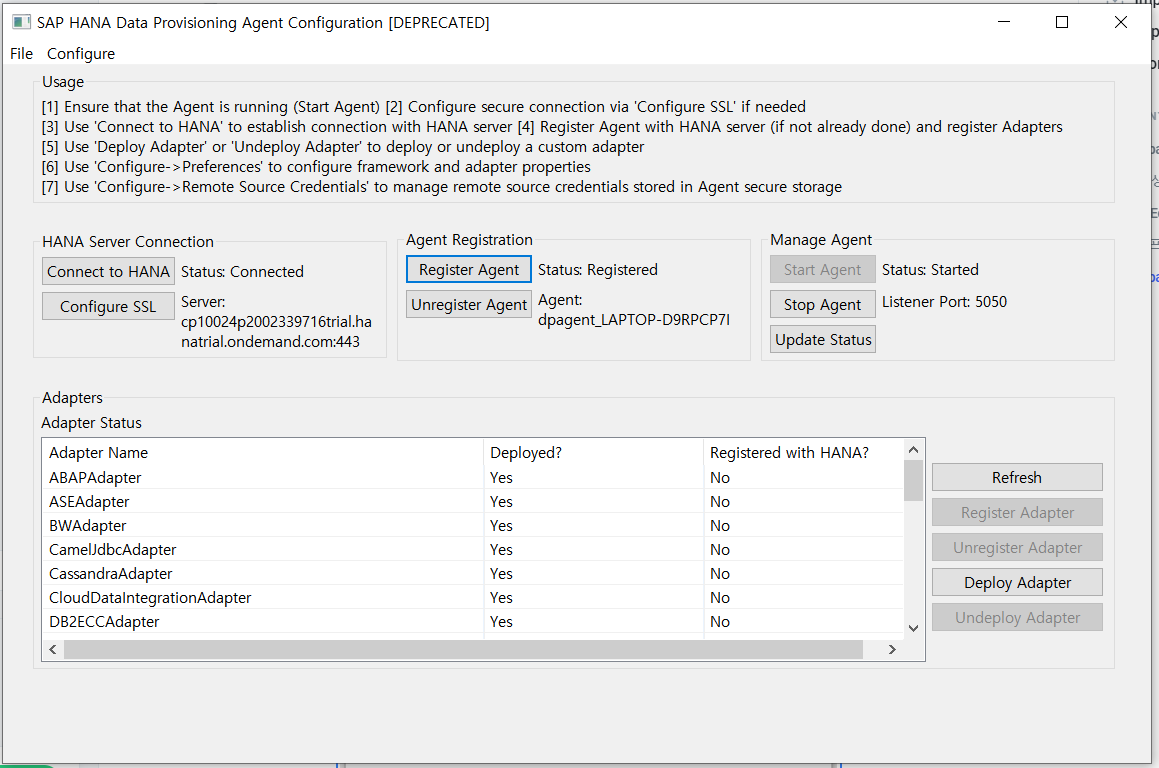 SAP HANA Data Provisioning Agent Configuration [DEPRECATED]
File Configure
Usage
[1] Ensure that the Agent is running (Start Agent) [2] Configure secure connection via 'Configure SSL' if needed
[3] Use 'Connect to HANA' to establish connection with HANA server [4] Register Agent with HANA server (if not already done) and register Adapters
[5] Use 'Deploy Adapter' or 'Undeploy Adapter' to deploy or undeploy a custom adapter
[6] Use 'Configure->Preferences' to configure framework and adapter properties
[7] Use 'Configure->Remote Source Credentials' to manage remote source credentials stored in Agent secure storage
HANA Server Connection
Connect to HANA Status: Connected
Configure SSL Server:
cp10024p2002339716trial.ha
natrial.ondemand.com:443
Agent Registration
Register Agent Status: Registered
Unregister Agent Agent:
dpagent_LAPTOP-D9RPCP7I
Manage Agent
Start Agent Status: Started
Stop Agent Listener Port: 5050
Update Status
Adapters
Adapter Status
Adapter Name Deployed? Registered with HANA?
ABAPAdapter Yes No
ASEAdapter Yes No
BWAdapter Yes No
CamelJdbcAdapter Yes No
CassandraAdapter Yes No
CloudDataIntegrationAdapter Yes No
DB2ECCAdapter Yes No
Refresh
Register Adapter
Unregister Adapter
Deploy Adapter
Undeploy Adapter